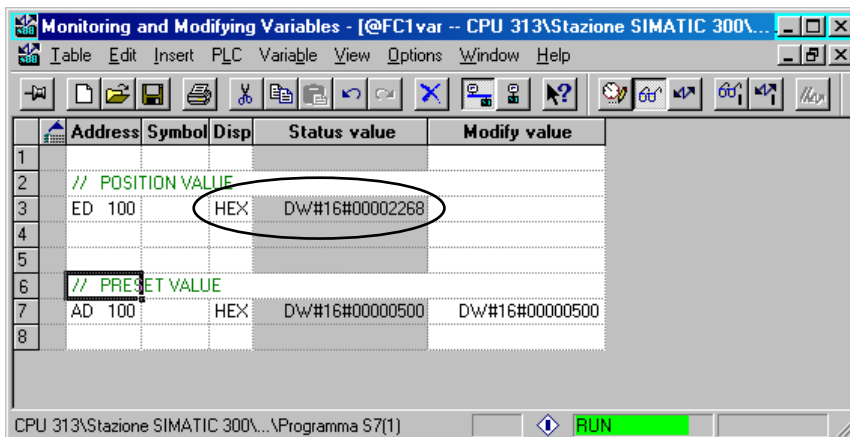 Monitoring and Modifying Variables - [@FC1var -- CPU 313\Stazione SIMATIC 300\...
Table Edit Insert PLC Variable View Options Window Help
Address Symbol Disp Status value Modify value
1
2 // POSITION VALUE
3 ED 100 HEX DW#16#00002268
4
5
6 // PRESET VALUE
7 AD 100 HEX DW#16#00000500 DW#16#00000500
8
CPU 313\Stazione SIMATIC 300\...\Programma S7(1) RUN